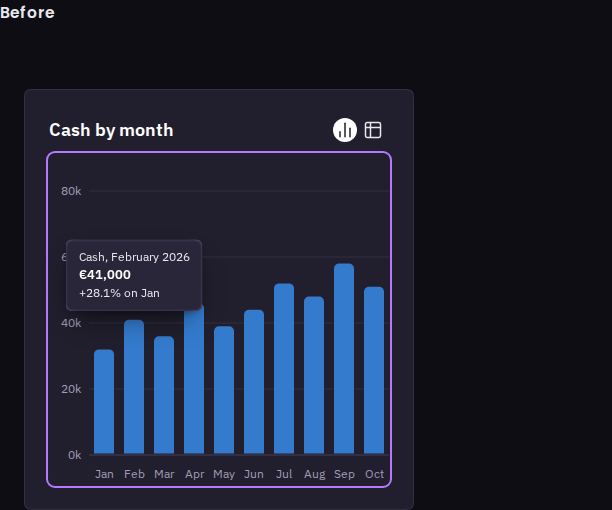 Before
Cash by month
80k
Cash, February 2026
€41,000
+28.1% on Jan
40k
20k
0k
Jan Feb Mar Apr May Jun Jul Aug Sep Oct